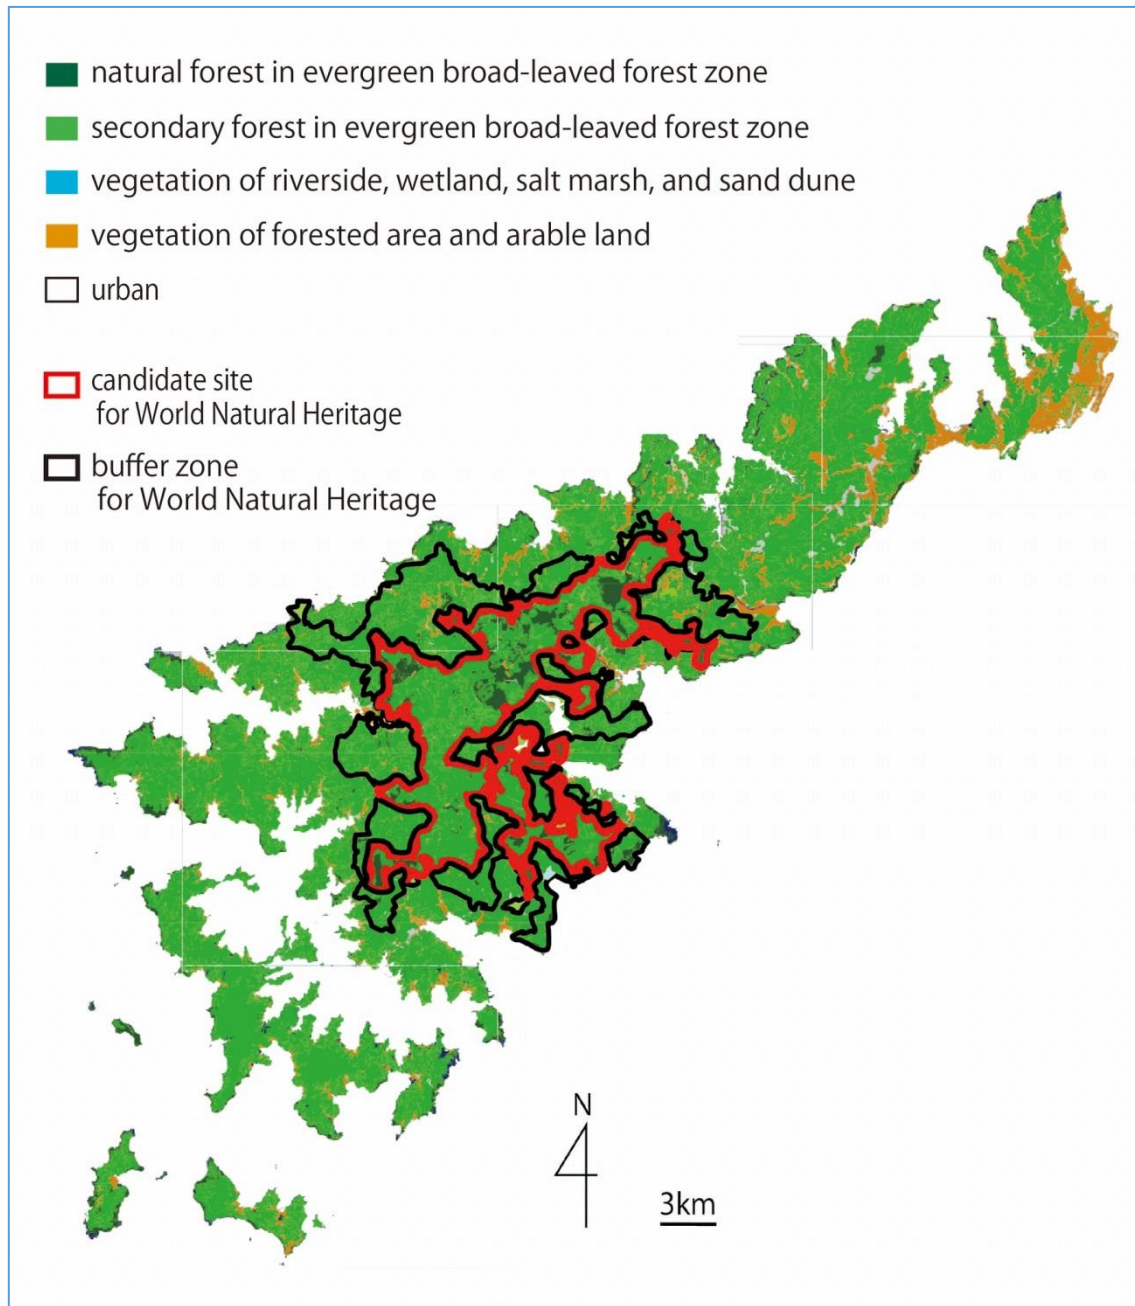 natural forest in evergreen broad-leaved forest zone
secondary forest in evergreen broad-leaved forest zone
vegetation of riverside, wetland, salt marsh, and sand dune
vegetation of forested area and arable land
urban
candidate site
for World Natural Heritage
buffer zone
for World Natural Heritage
N
3km